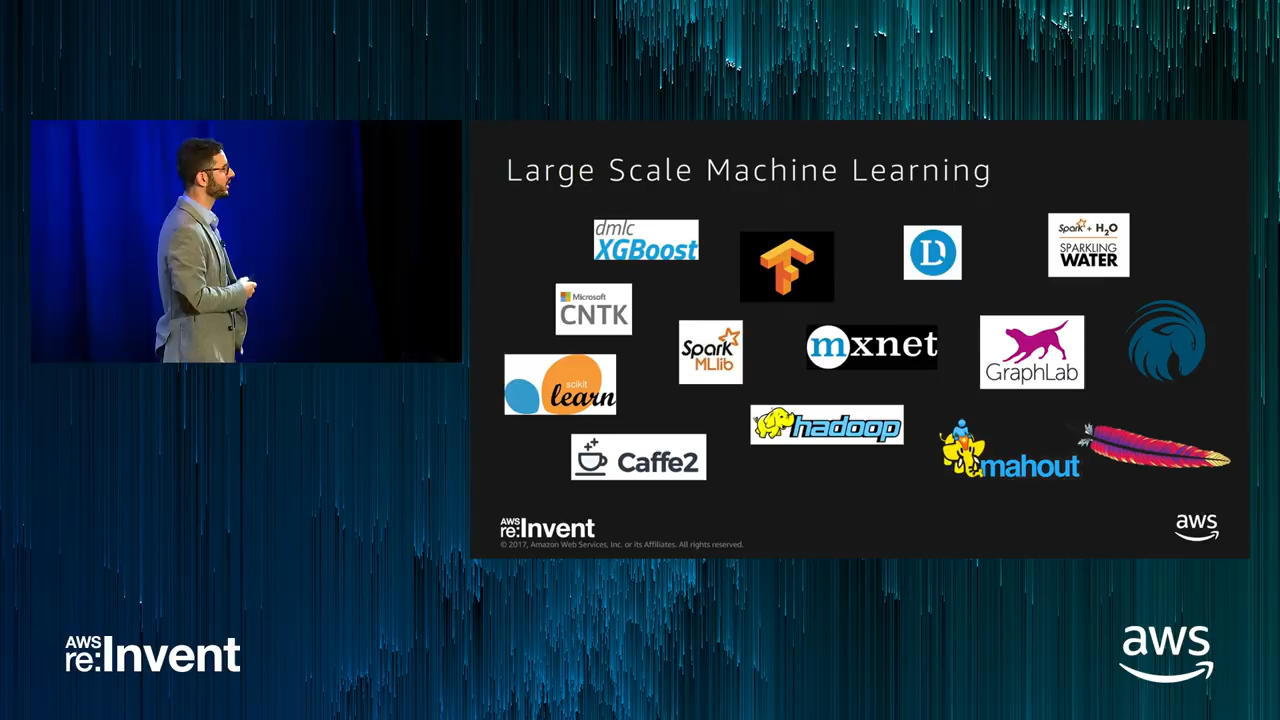 Large Scale Machine Learning
dmlc
XGBoost
Spark + H2O
SPARKLING
WATER
Microsoft
CNTK
Spark
MLlib
mxnet
GraphLab
scikit
learn
hadoop
Caffe2
mahout
AWS
re:Invent
© 2017, Amazon Web Services, Inc. or its Affiliates. All rights reserved.
aws
AWS
re:Invent
aws